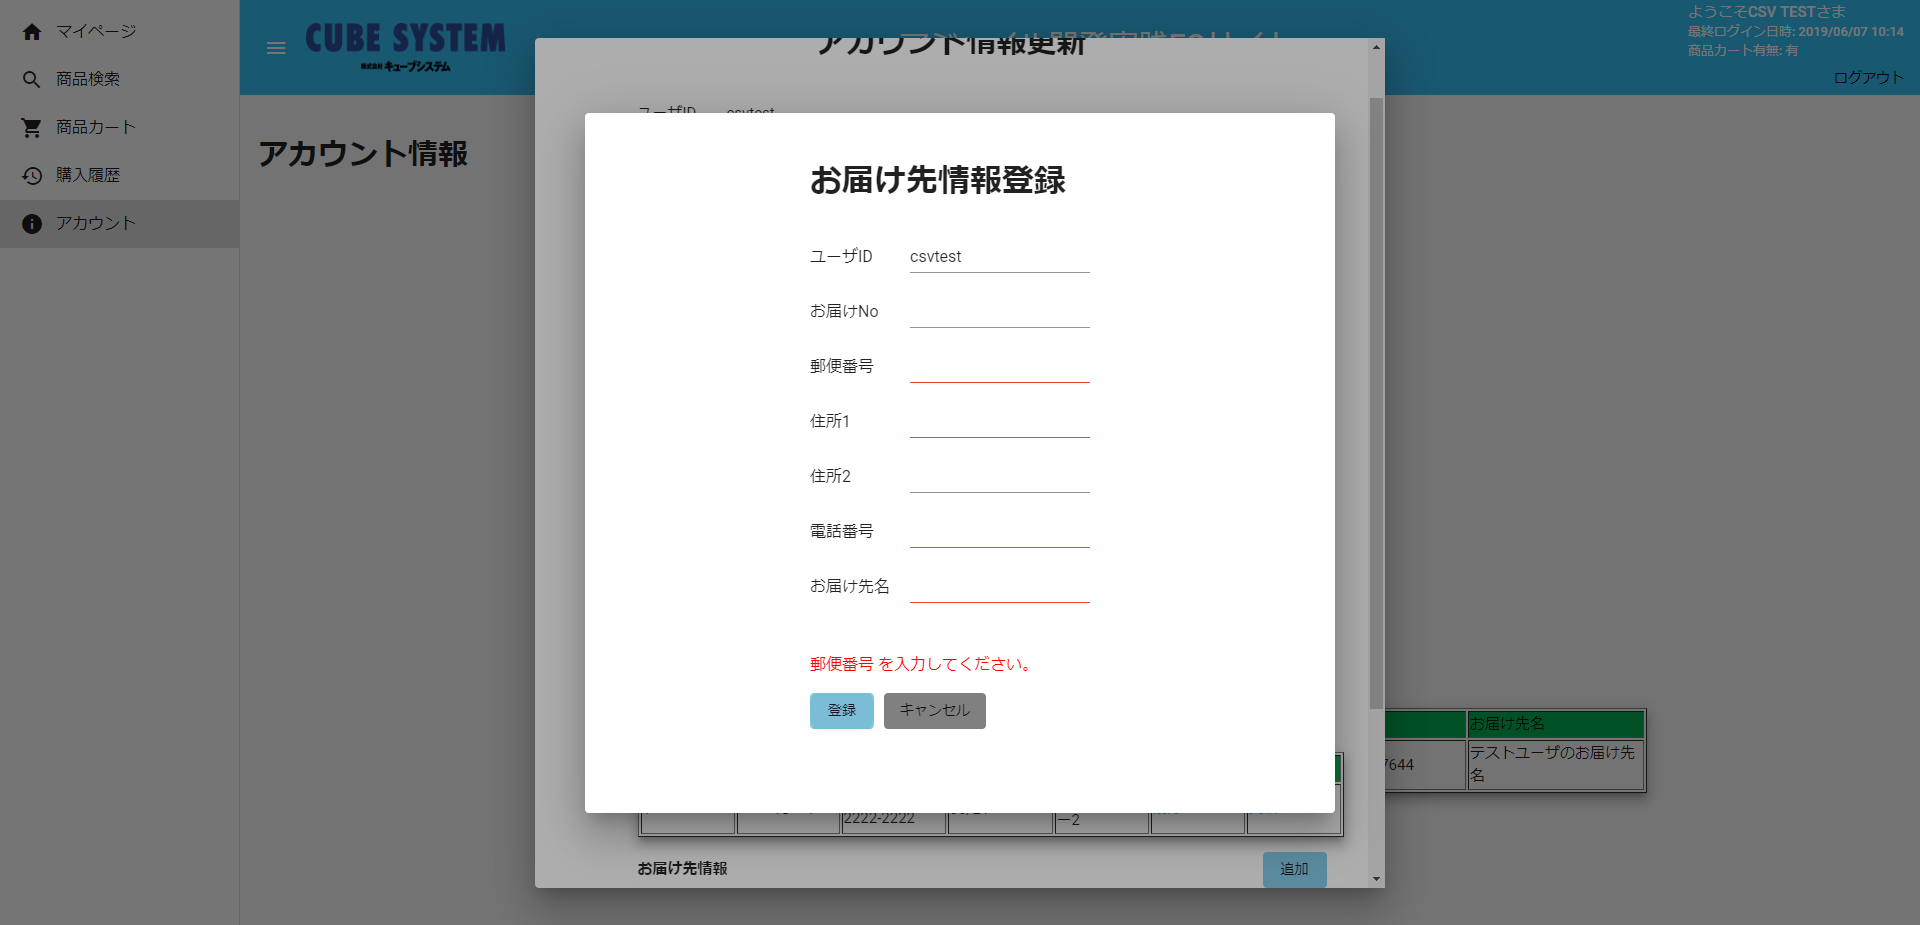 マイページ
商品検索
商品カート
購入履歴
アカウント
CUBE SYSTEM
株式会社 キューブシステム
ようこそCSV TESTさま
最終ログイン日時: 2019/06/07 10:14
商品カート有無: 有
ログアウト
アカウント情報
アカウント情報更新
ユーザID csvtest
お届け先情報登録
ユーザID csvtest
お届けNo
郵便番号
住所1
住所2
電話番号
お届け先名
郵便番号 を入力してください。
登録 キャンセル
お届け先名
7644 テストユーザのお届け先
名
2222-2222
ー2
お届け先情報 追加